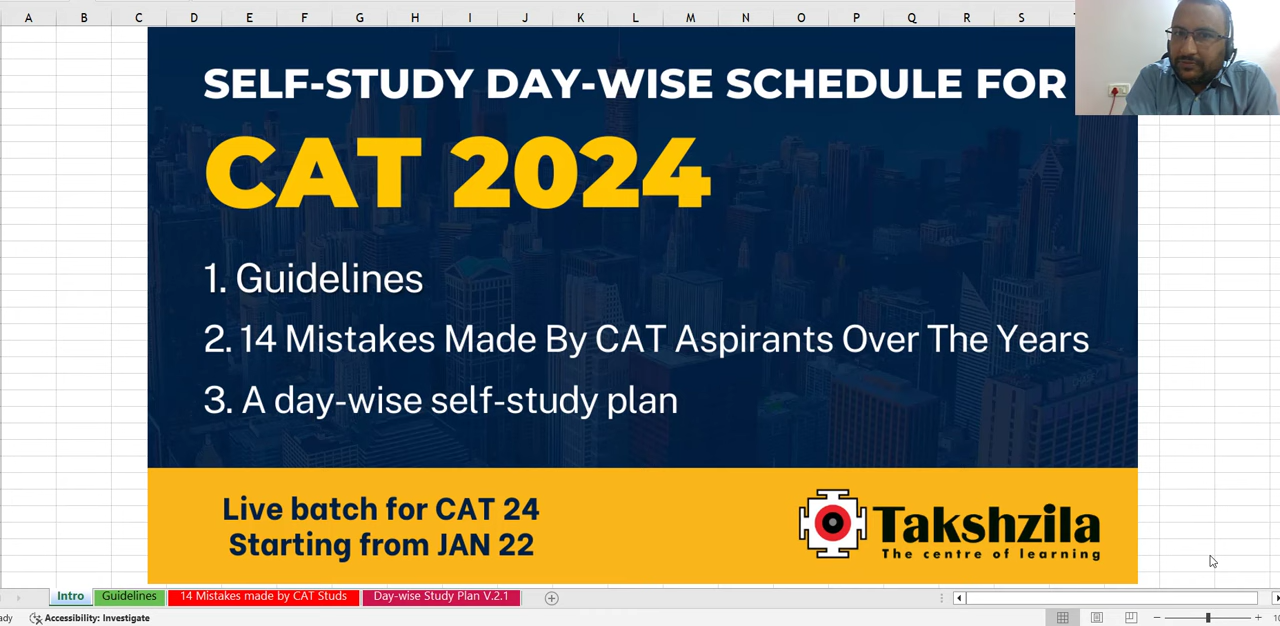 A B C D E F G H I J K L M N O P Q R S
SELF-STUDY DAY-WISE SCHEDULE FOR
CAT 2024
1. Guidelines
2. 14 Mistakes Made By CAT Aspirants Over The Years
3. A day-wise self-study plan
Live batch for CAT 24
Starting from JAN 22
Takshzila
The centre of learning
Intro Guidelines 14 Mistakes made by CAT Studs Day-wise Study Plan V.2.1
Accessibility: Investigate